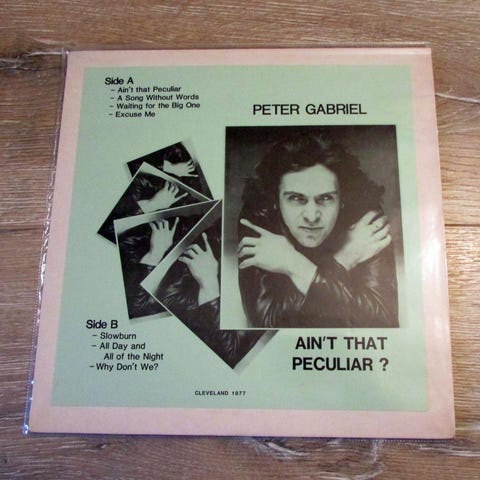 Side A
- Ain't that Peculiar
- A Song Without Words
- Waiting for the Big One
- Excuse Me
PETER GABRIEL
Side B
- Slowburn
- All Day and
All of the Night
- Why Don't We?
AIN'T THAT
PECULIAR ?
CLEVELAND 1977